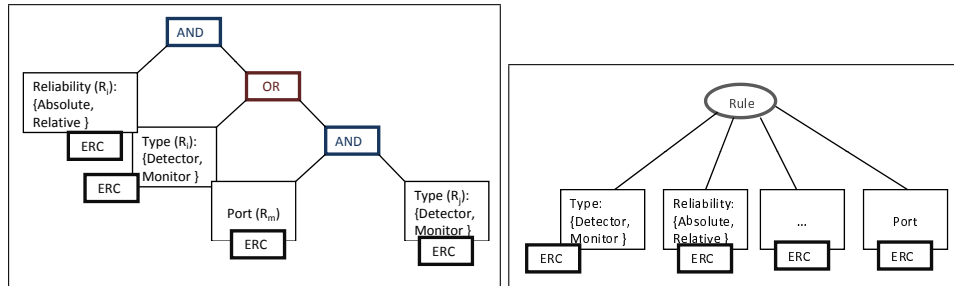 AND
Reliability (Ri):
{Absolute,
Relative }
ERC
OR
Type (Ri):
{Detector,
Monitor }
ERC
AND
Port (Rm)
ERC
Type (Rj):
{Detector,
Monitor }
ERC
Rule
Type:
{Detector,
Monitor }
ERC
Reliability:
{Absolute,
Relative }
ERC
...
ERC
Port
ERC